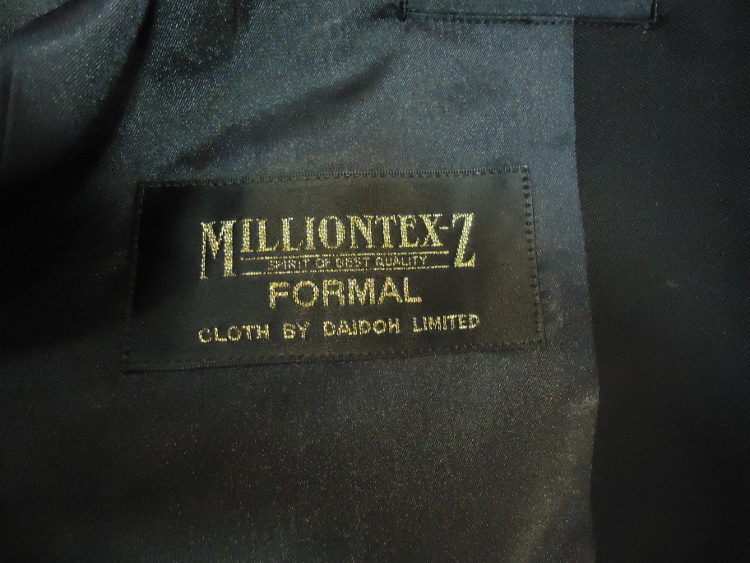 MILLIONTEX-Z
SPIRIT OF BEST QUALITY
FORMAL
CLOTH BY DAIDOH LIMITED